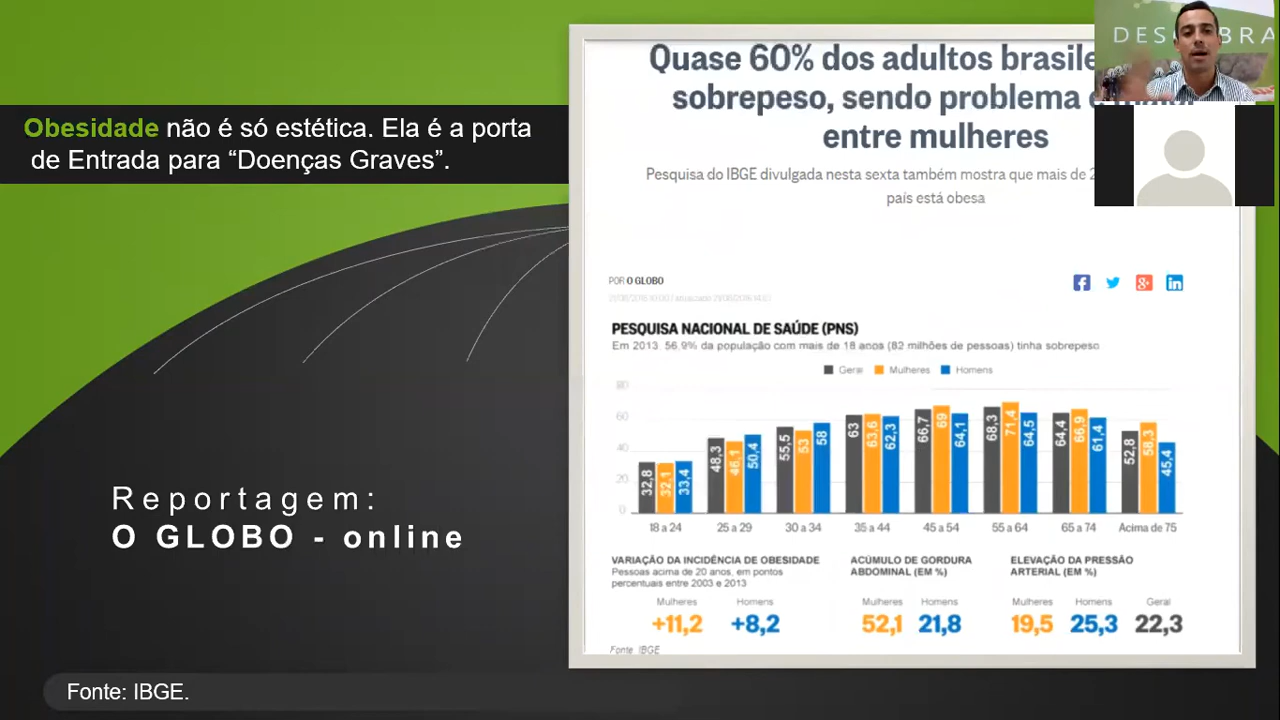 DES
BRA
Obesidade não é só estética. Ela é a porta
de Entrada para “Doenças Graves”.
Reportagem:
O GLOBO - online
Fonte: IBGE.
Quase 60% dos adultos
sobrepeso, sendo problema
entre mulheres
Pesquisa do IBGE divulgada nesta sexta também mostra que mais de
país está obesa
POR O GLOBO
PESQUISA NACIONAL DE SAÚDE (PNS)
Em 2013 56,9% da população com mais de 18 anos (82 milhões de pessoas) tinha sobrepeso
Geral Mulheres Homens
80
60
40
20
0
32,8 32,1 33,4 48,3 46,1 50,4 55,5 53 58 63 63,6 62,3 66,7 69 64,1 68,3 71,4 64,5 64,4 66,9 61,4 52,8 58,3 45,4
18 a 24 25 a 29 30 a 34 35 a 44 45 a 54 55 a 64 65 a 74 Acima de 75
VARIAÇÃO DA INCIDÊNCIA DE OBESIDADE
Pessoas acima de 20 anos, em pontos
percentuais entre 2003 e 2013
Mulheres Homens
+11,2 +8,2
ACÚMULO DE GORDURA
ABDOMINAL (EM %)
Mulheres Homens
52,1 21,8
ELEVAÇÃO DA PRESSÃO
ARTERIAL (EM %)
Mulheres Homens Geral
19,5 25,3 22,3
Fonte IBGE